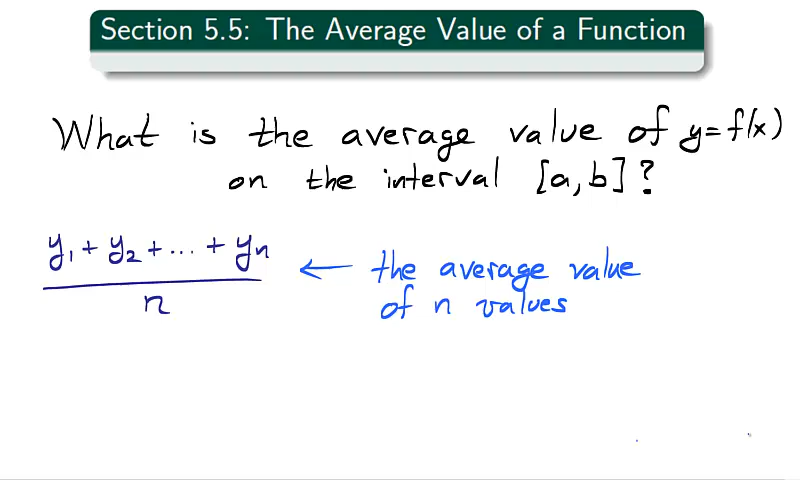 Section 5.5: The Average Value of a Function
What is the average value of y=f(x)
on the interval [a,b]?
y₁ + y₂ + ... + yₙ
n
← the average value
of n values